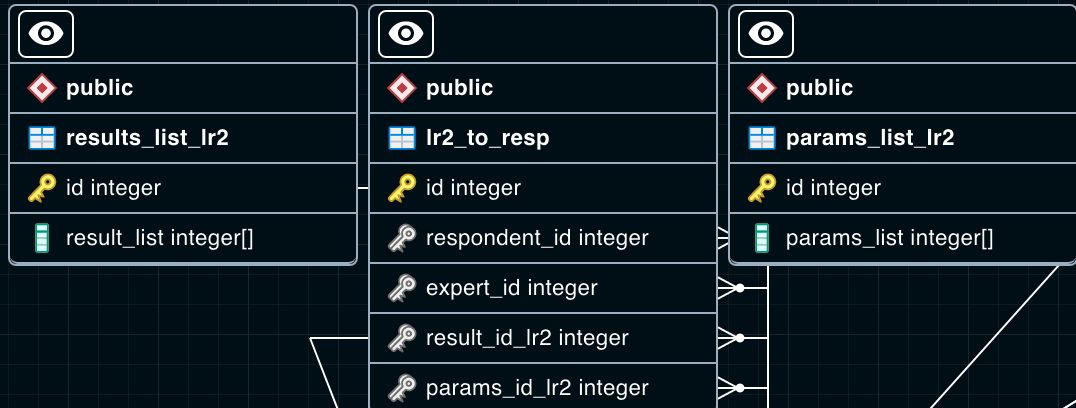 public
results_list_lr2
id integer
result_list integer[]
public
lr2_to_resp
id integer
respondent_id integer
expert_id integer
result_id_lr2 integer
params_id_lr2 integer
public
params_list_lr2
id integer
params_list integer[]